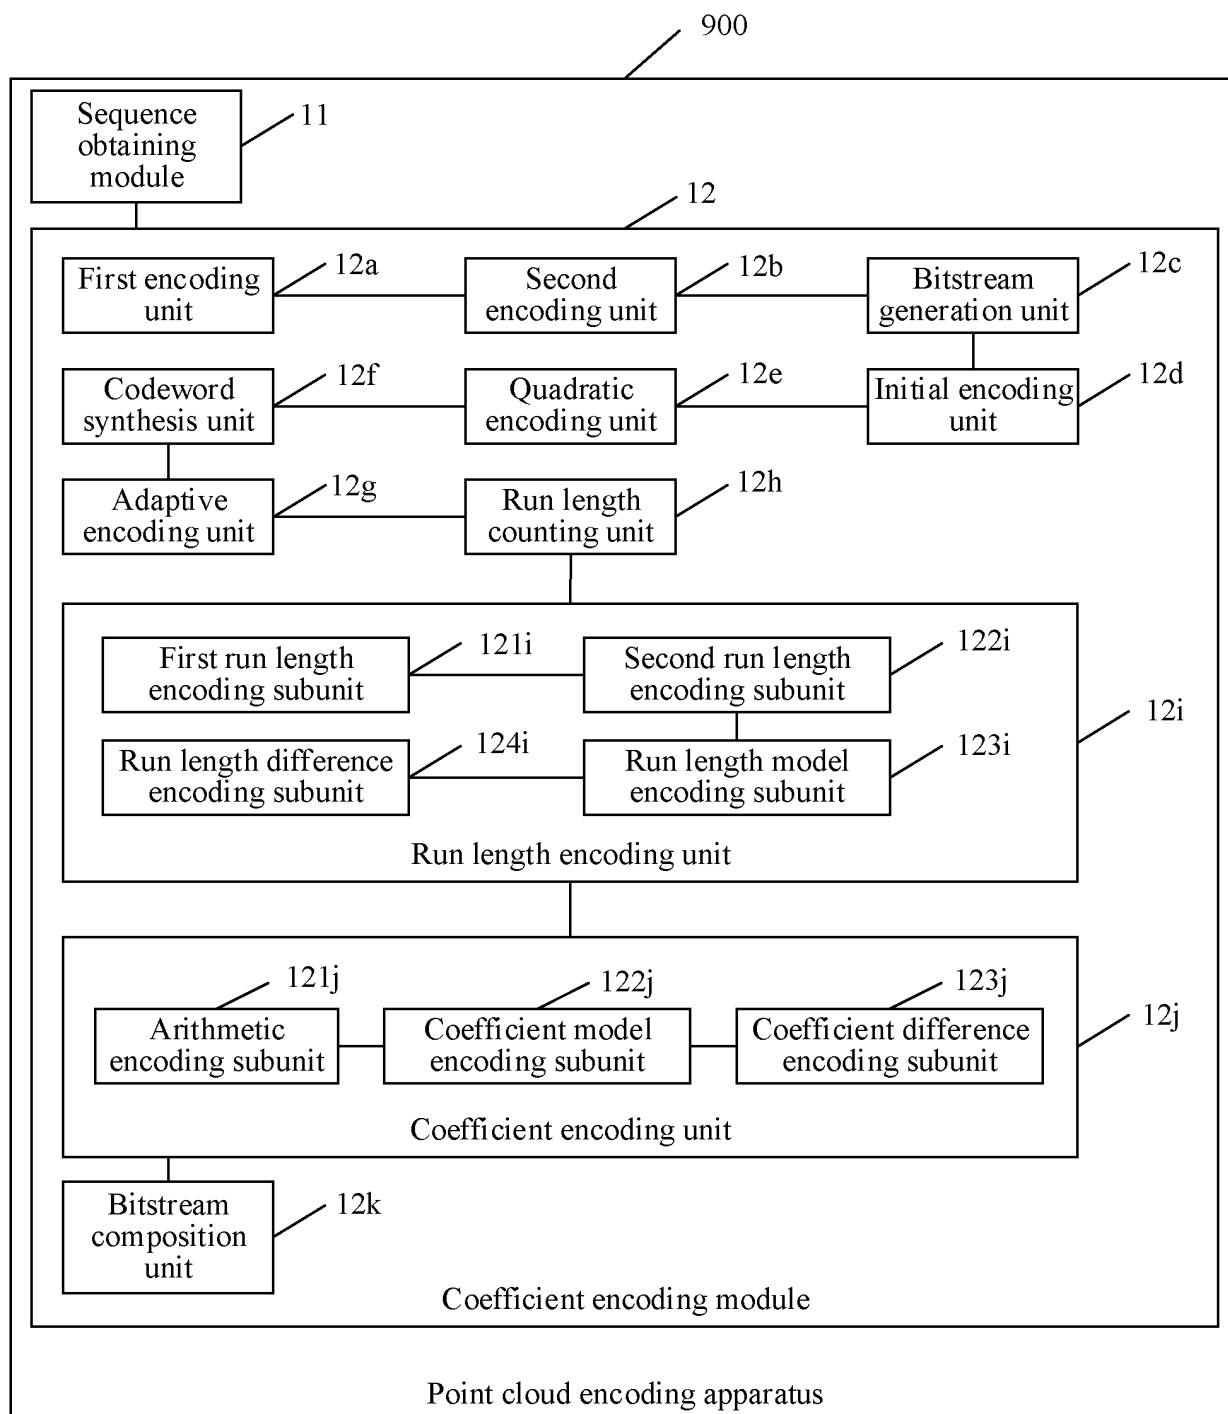 900
Sequence
obtaining
module
11
12
First encoding
unit
12a
Second
encoding unit
12b
Bitstream
generation unit
12c
Codeword
synthesis unit
12f
Quadratic
encoding unit
12e
Initial encoding
unit
12d
Adaptive
encoding unit
12g
Run length
counting unit
12h
First run length
encoding subunit
121i
Second run length
encoding subunit
122i
12i
Run length difference
encoding subunit
124i
Run length model
encoding subunit
123i
Run length encoding unit
121j
122j
123j
Arithmetic
encoding subunit
Coefficient model
encoding subunit
Coefficient difference
encoding subunit
12j
Coefficient encoding unit
Bitstream
composition
unit
12k
Coefficient encoding module
Point cloud encoding apparatus